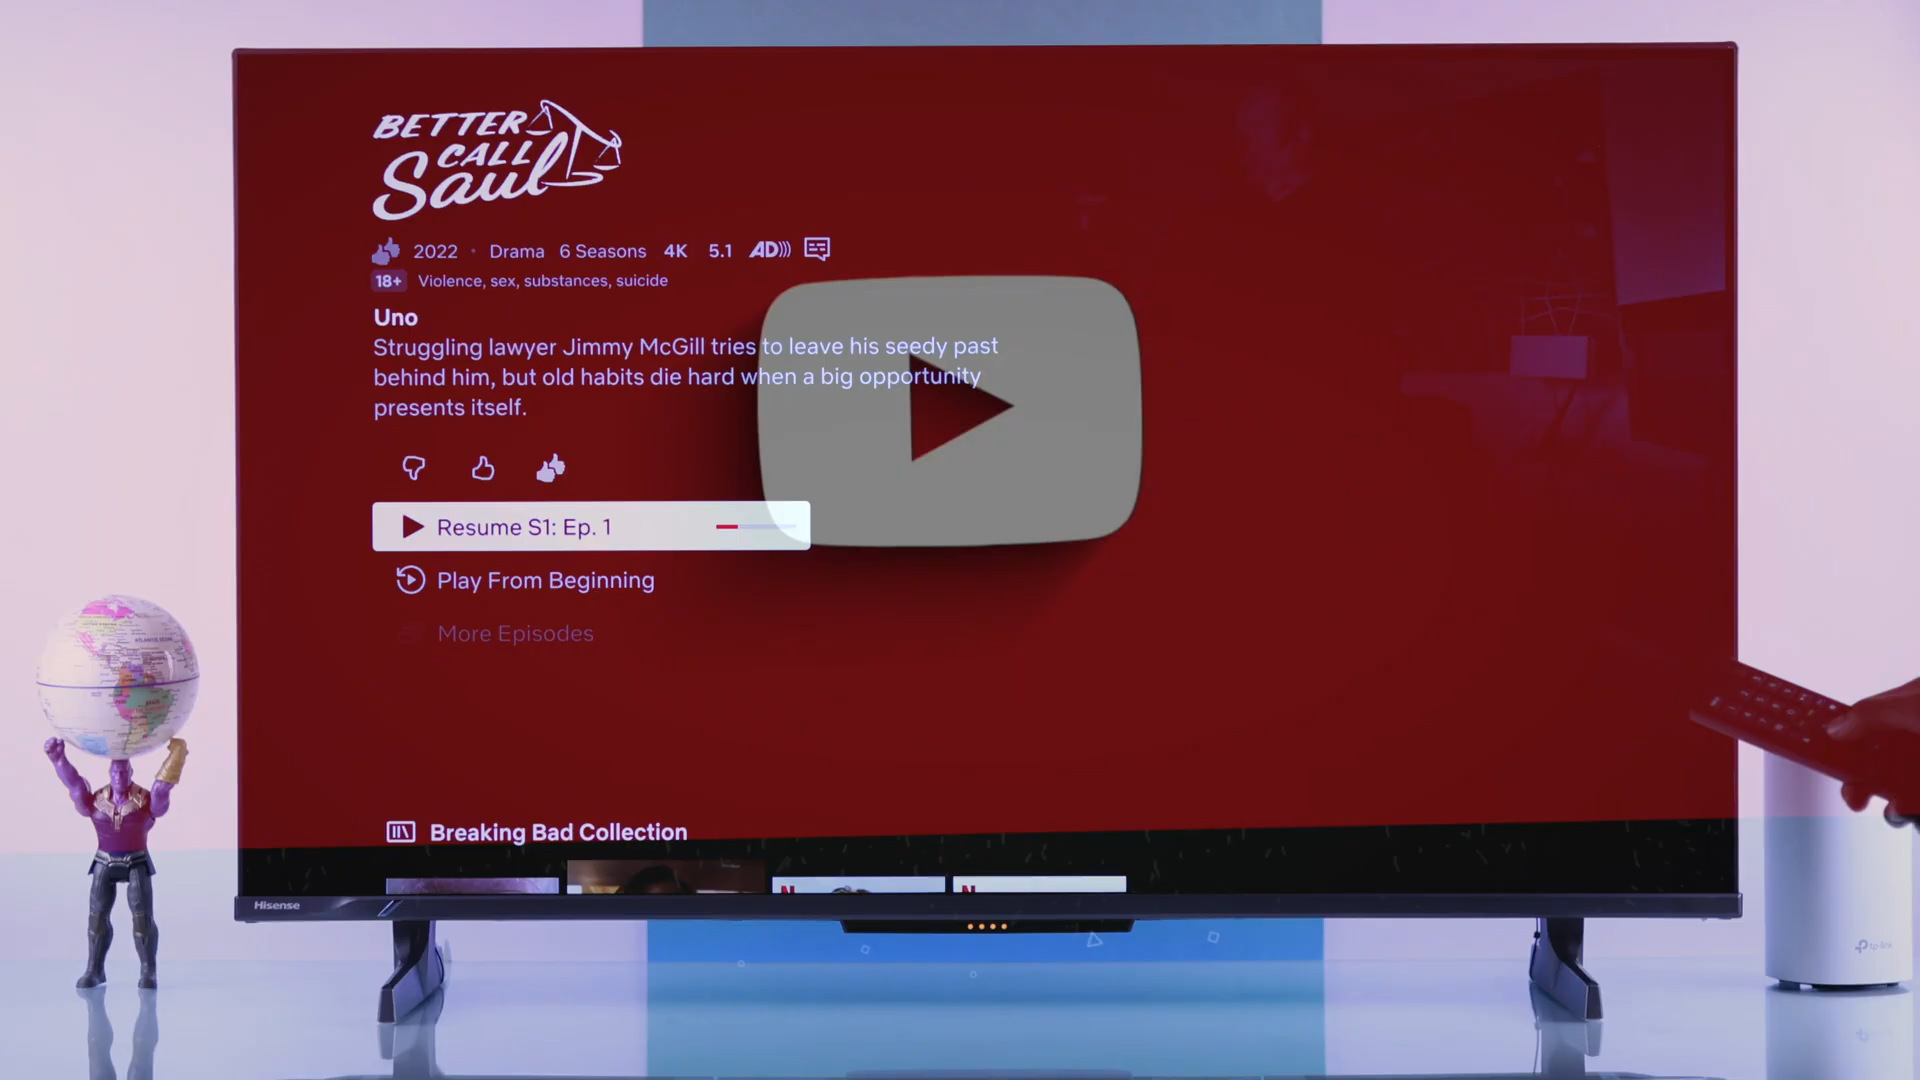 BETTER
CALL
Saul
2022 · Drama 6 Seasons 4K 5.1 AD
18+ Violence, sex, substances, suicide
Uno
Struggling lawyer Jimmy McGill tries to leave his seedy past
behind him, but old habits die hard when a big opportunity
presents itself.
Resume S1: Ep. 1
Play From Beginning
More Episodes
Breaking Bad Collection
N
N
Hisense
tp-link